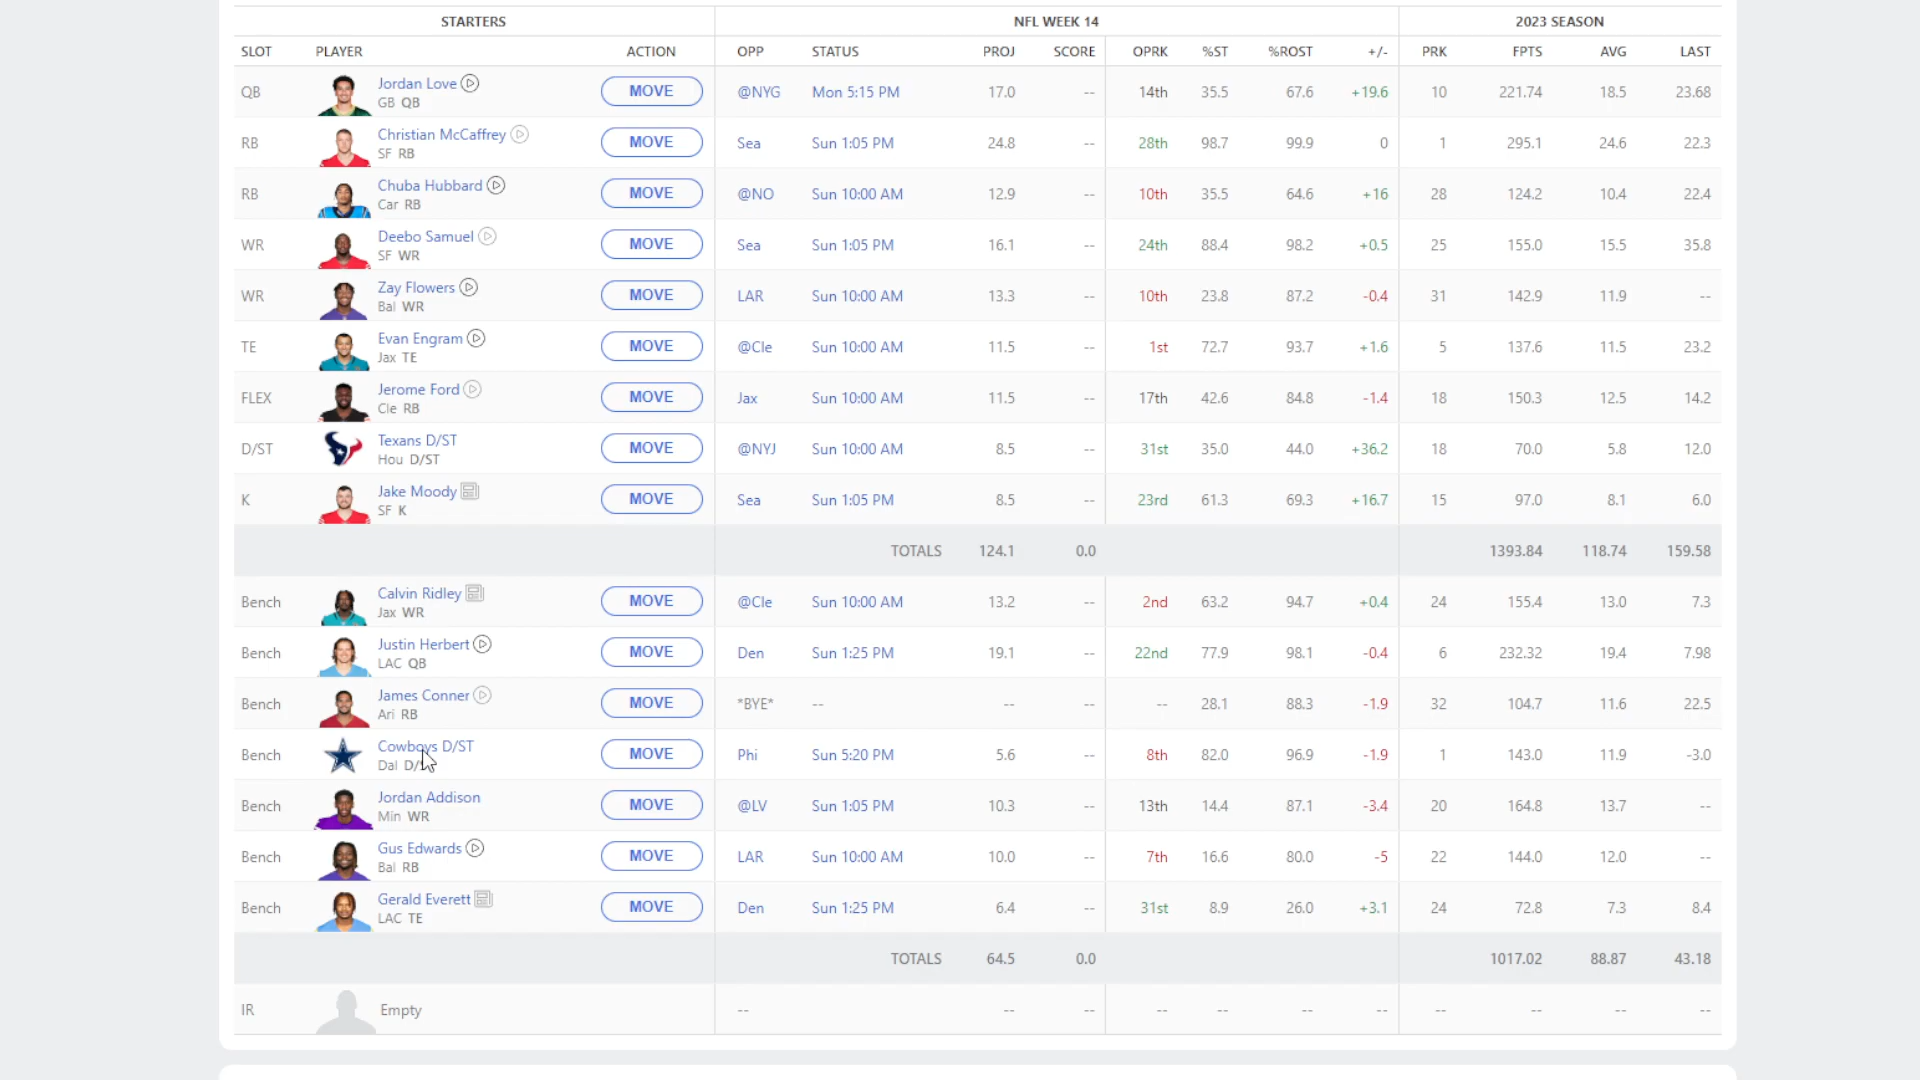 STARTERS NFL WEEK 14 2023 SEASON
SLOT PLAYER ACTION OPP STATUS PROJ SCORE OPRK %ST %ROST +/- PRK FPTS AVG LAST
QB Jordan Love GB QB MOVE @NYG Mon 5:15 PM 17.0 -- 14th 35.5 67.6 +19.6 10 221.74 18.5 23.68
RB Christian McCaffrey SF RB MOVE Sea Sun 1:05 PM 24.8 -- 28th 98.7 99.9 0 1 295.1 24.6 22.3
RB Chuba Hubbard Car RB MOVE @NO Sun 10:00 AM 12.9 -- 10th 35.5 64.6 +16 28 124.2 10.4 22.4
WR Deebo Samuel SF WR MOVE Sea Sun 1:05 PM 16.1 -- 24th 88.4 98.2 +0.5 25 155.0 15.5 35.8
WR Zay Flowers Bal WR MOVE LAR Sun 10:00 AM 13.3 -- 10th 23.8 87.2 -0.4 31 142.9 11.9 --
TE Evan Engram Jax TE MOVE @Cle Sun 10:00 AM 11.5 -- 1st 72.7 93.7 +1.6 5 137.6 11.5 23.2
FLEX Jerome Ford Cle RB MOVE Jax Sun 10:00 AM 11.5 -- 17th 42.6 84.8 -1.4 18 150.3 12.5 14.2
D/ST Texans D/ST Hou D/ST MOVE @NYJ Sun 10:00 AM 8.5 -- 31st 35.0 44.0 +36.2 18 70.0 5.8 12.0
K Jake Moody SF K MOVE Sea Sun 1:05 PM 8.5 -- 23rd 61.3 69.3 +16.7 15 97.0 8.1 6.0
TOTALS 124.1 0.0 1393.84 118.74 159.58
Bench Calvin Ridley Jax WR MOVE @Cle Sun 10:00 AM 13.2 -- 2nd 63.2 94.7 +0.4 24 155.4 13.0 7.3
Bench Justin Herbert LAC QB MOVE Den Sun 1:25 PM 19.1 -- 22nd 77.9 98.1 -0.4 6 232.32 19.4 7.98
Bench James Conner Ari RB MOVE *BYE* -- -- -- -- 28.1 88.3 -1.9 32 104.7 11.6 22.5
Bench Cowboys D/ST Dal MOVE Phi Sun 5:20 PM 5.6 -- 8th 82.0 96.9 -1.9 1 143.0 11.9 -3.0
Bench Jordan Addison Min WR MOVE @LV Sun 1:05 PM 10.3 -- 13th 14.4 87.1 -3.4 20 164.8 13.7 --
Bench Gus Edwards Bal RB MOVE LAR Sun 10:00 AM 10.0 -- 7th 16.6 80.0 -5 22 144.0 12.0 --
Bench Gerald Everett LAC TE MOVE Den Sun 1:25 PM 6.4 -- 31st 8.9 26.0 +3.1 24 72.8 7.3 8.4
TOTALS 64.5 0.0 1017.02 88.87 43.18
IR Empty -- -- -- -- -- -- -- -- -- -- --